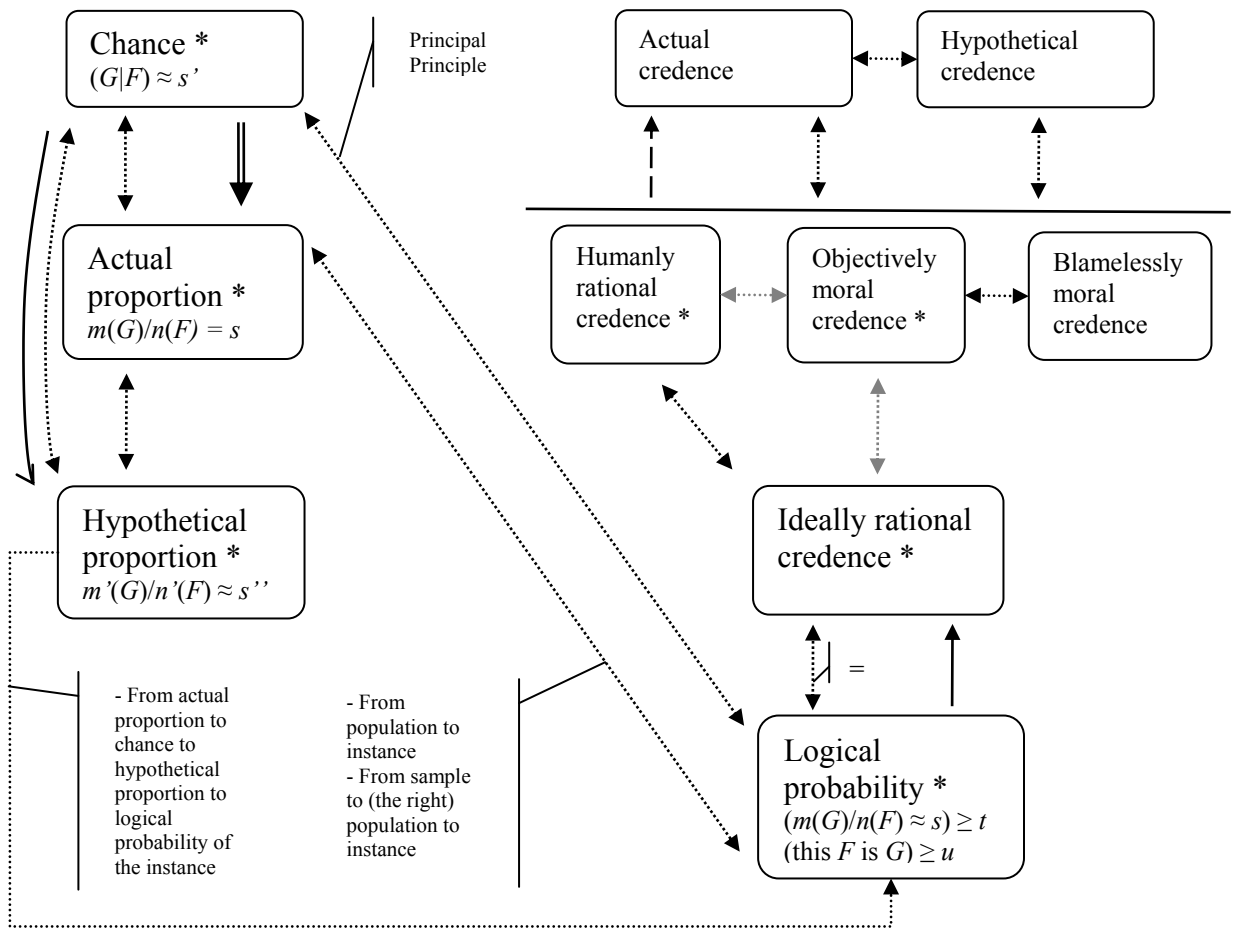 Chance *
(G|F) ≈ s'
Principal
Principle
Actual
credence
Hypothetical
credence
Actual
proportion *
m(G)/n(F) = s
Humanly
rational
credence *
Objectively
moral
credence *
Blamelessly
moral
credence
Hypothetical
proportion *
m'(G)/n'(F) ≈ s''
Ideally rational
credence *
=
- From actual
proportion to
chance to
hypothetical
proportion to
logical
probability of
the instance
- From
population to
instance
- From sample
to (the right)
population to
instance
Logical
probability *
(m(G)/n(F) ≈ s) ≥ t
(this F is G) ≥ u